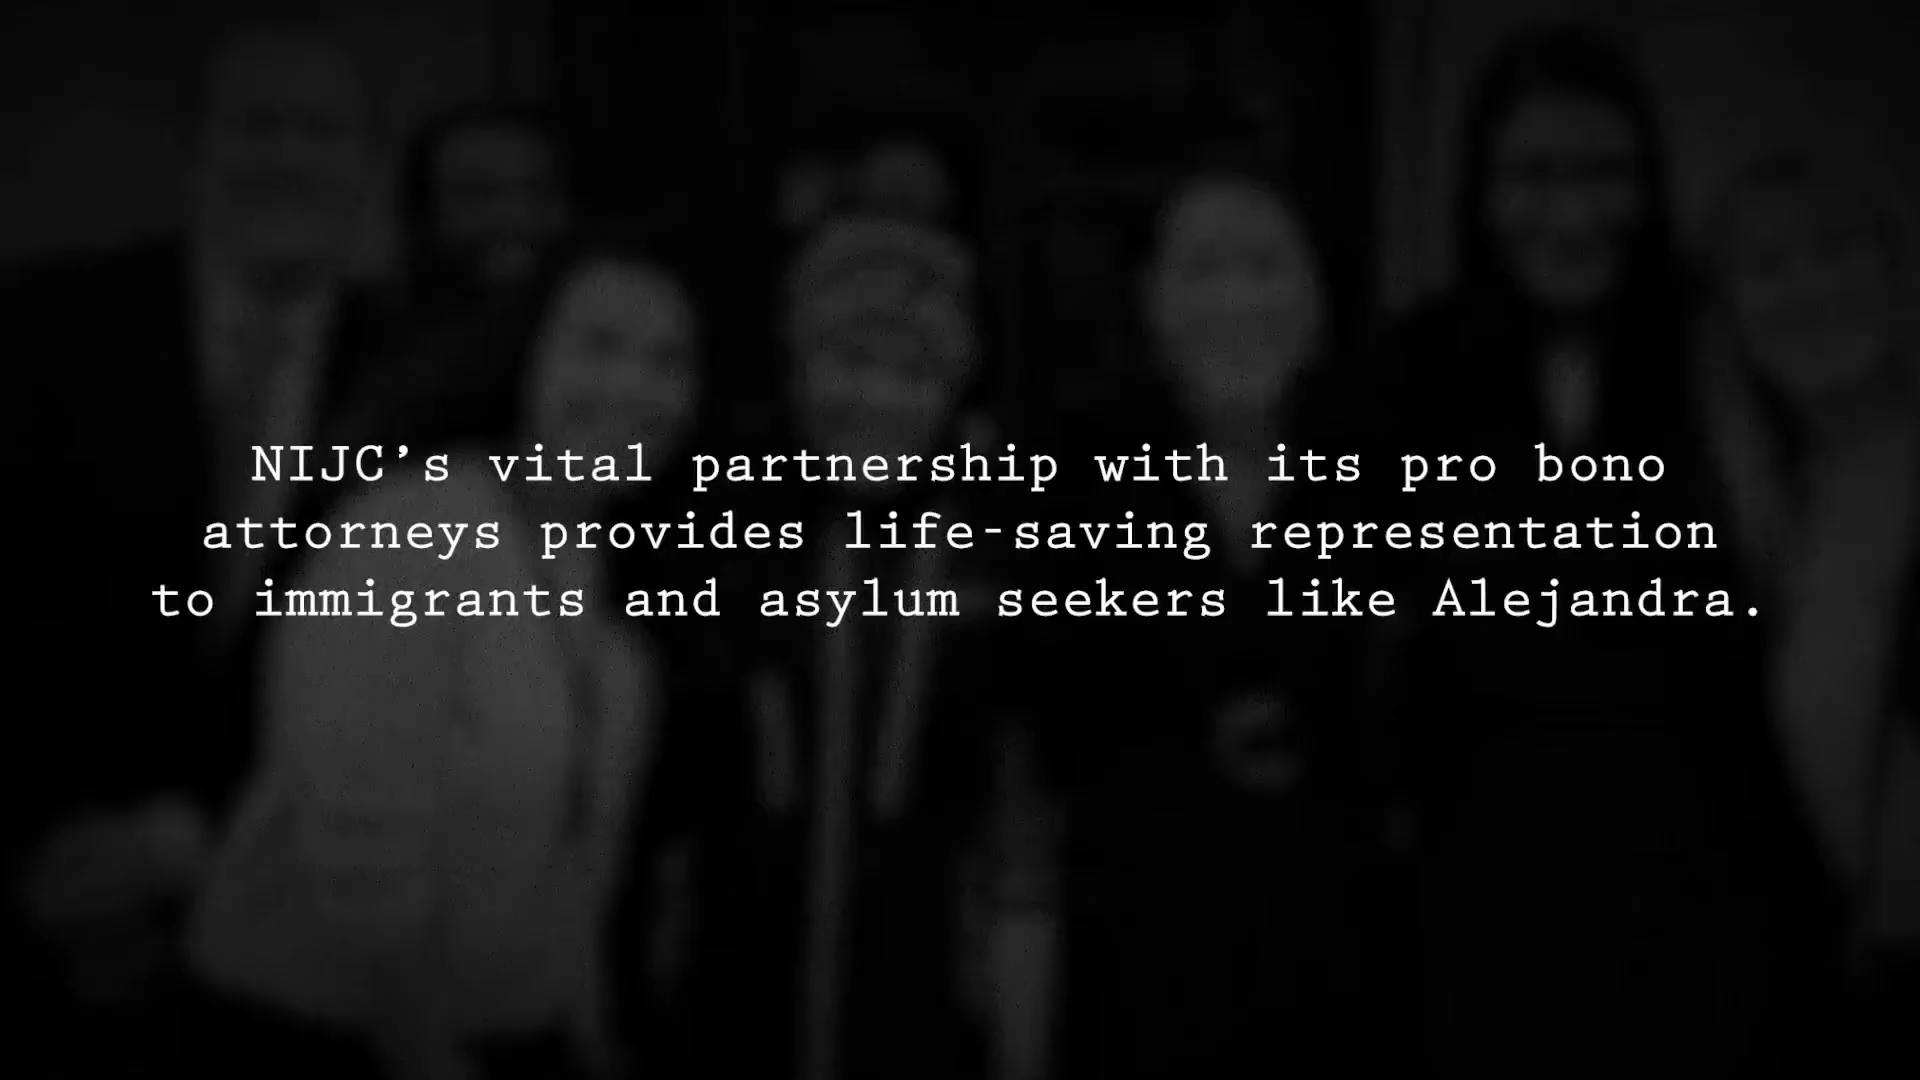 NIJC’s vital partnership with its pro bono
attorneys provides life-saving representation
to immigrants and asylum seekers like Alejandra.